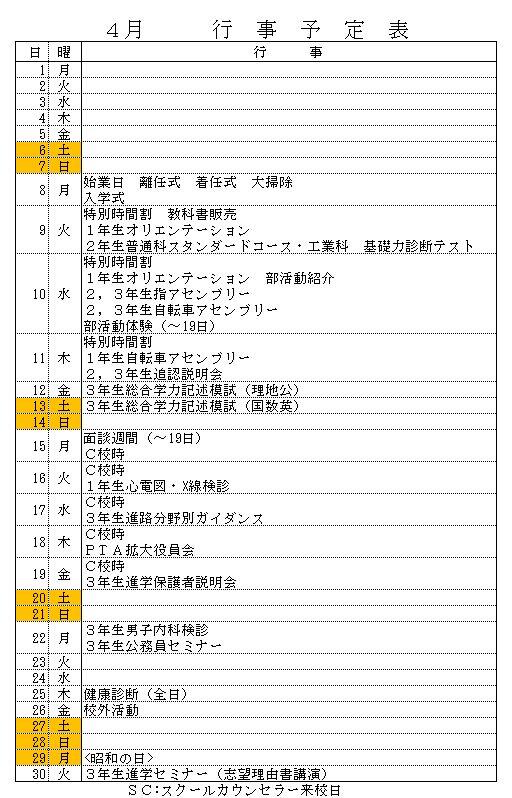 ４月　　行　事　予　定　表
日 曜 行　　事
1 月
2 火
3 水
4 木
5 金
6 土
7 日
8 月 始業日　離任式　着任式　大掃除
入学式
9 火 特別時間割　教科書販売
１年生オリエンテーション
２年生普通科スタンダードコース・工業科　基礎力診断テスト
10 水 特別時間割
１年生オリエンテーション　部活動紹介
２，３年生指アセンブリー
２，３年生自転車アセンブリー
部活動体験（～19日）
11 木 特別時間割
１年生自転車アセンブリー
２，３年生追認説明会
12 金 ３年生総合学力記述模試（理地公）
13 土 ３年生総合学力記述模試（国数英）
14 日
15 月 面談週間（～19日）
Ｃ校時
16 火 Ｃ校時
１年生心電図・X線検診
17 水 Ｃ校時
３年生進路分野別ガイダンス
18 木 Ｃ校時
ＰＴＡ拡大役員会
19 金 Ｃ校時
３年生進学保護者説明会
20 土
21 日
22 月 ３年生男子内科検診
３年生公務員セミナー
23 火
24 水
25 木 健康診断（全日）
26 金 校外活動
27 土
28 日
29 月 <昭和の日>
30 火 ３年生進学セミナー（志望理由書講演）
ＳＣ：スクールカウンセラー来校日